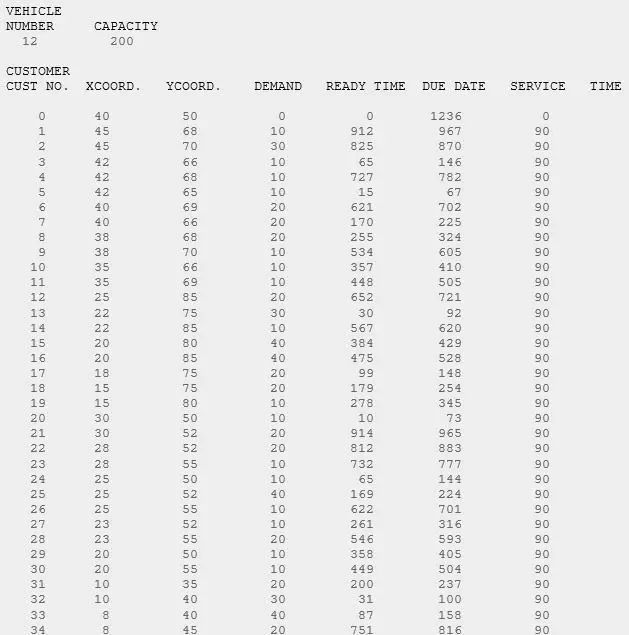 VEHICLE
NUMBER CAPACITY
12 200
CUSTOMER
CUST NO. XCOORD. YCOORD. DEMAND READY TIME DUE DATE SERVICE TIME
0 40 50 0 0 1236 0
1 45 68 10 912 967 90
2 45 70 30 825 870 90
3 42 66 10 65 146 90
4 42 68 10 727 782 90
5 42 65 10 15 67 90
6 40 69 20 621 702 90
7 40 66 20 170 225 90
8 38 68 20 255 324 90
9 38 70 10 534 605 90
10 35 66 10 357 410 90
11 35 69 10 448 505 90
12 25 85 20 652 721 90
13 22 75 30 30 92 90
14 22 85 10 567 620 90
15 20 80 40 384 429 90
16 20 85 40 475 528 90
17 18 75 20 99 148 90
18 15 75 20 179 254 90
19 15 80 10 278 345 90
20 30 50 10 10 73 90
21 30 52 20 914 965 90
22 28 52 20 812 883 90
23 28 55 10 732 777 90
24 25 50 10 65 144 90
25 25 52 40 169 224 90
26 25 55 10 622 701 90
27 23 52 10 261 316 90
28 23 55 20 546 593 90
29 20 50 10 358 405 90
30 20 55 10 449 504 90
31 10 35 20 200 237 90
32 10 40 30 31 100 90
33 8 40 40 87 158 90
34 8 45 20 751 816 90